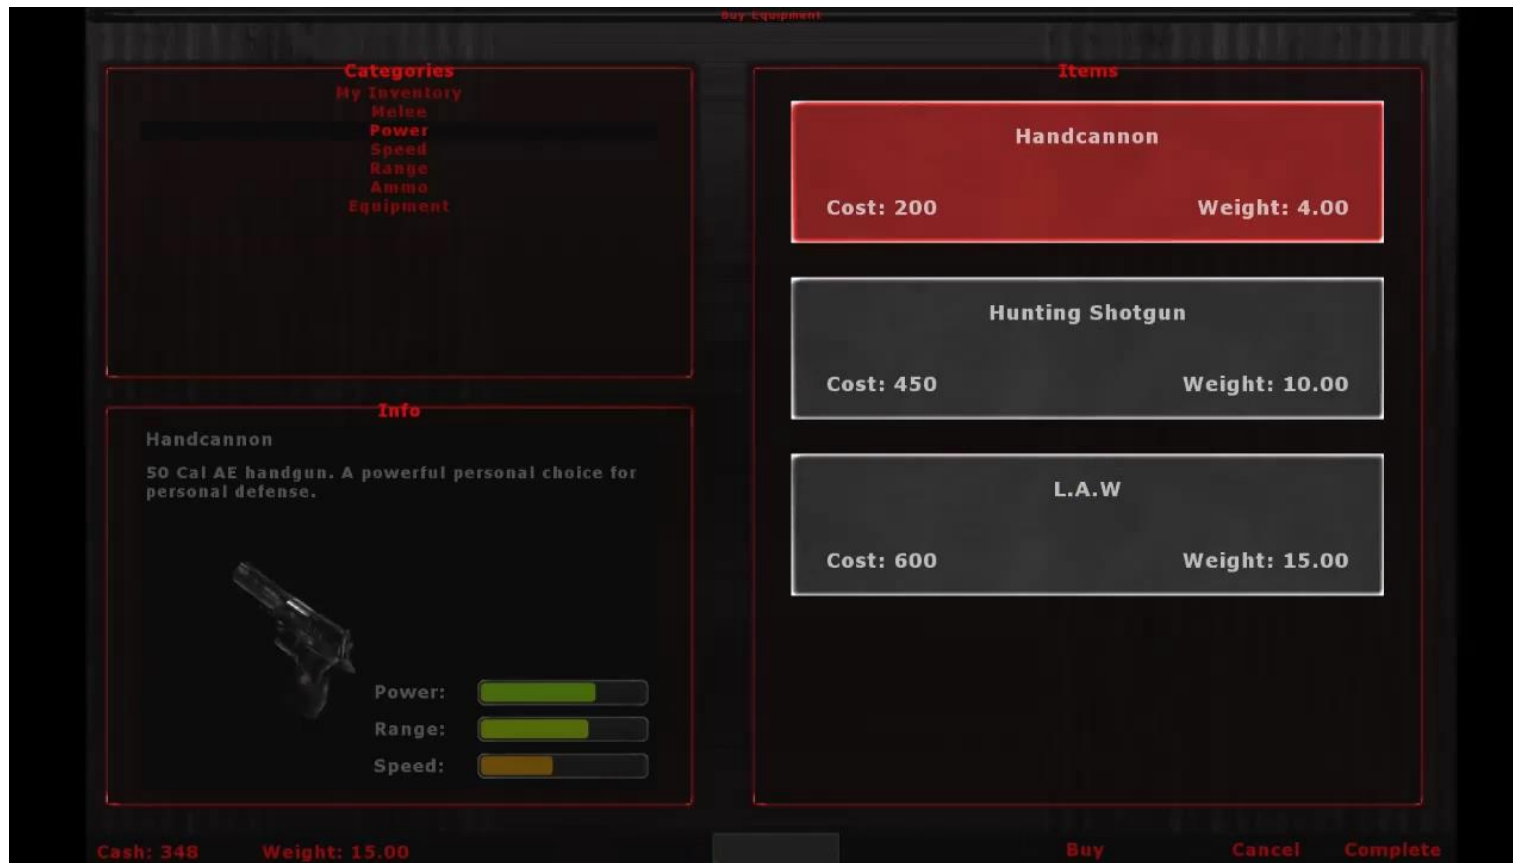 Buy Equipment
Categories
My Inventory
Melee
Power
Speed
Range
Ammo
Equipment
Info
Handcannon
50 Cal AE handgun. A powerful personal choice for
personal defense.
Power:
Range:
Speed:
Items
Handcannon
Cost: 200 Weight: 4.00
Hunting Shotgun
Cost: 450 Weight: 10.00
L.A.W
Cost: 600 Weight: 15.00
Cash: 348 Weight: 15.00 Buy Cancel Complete